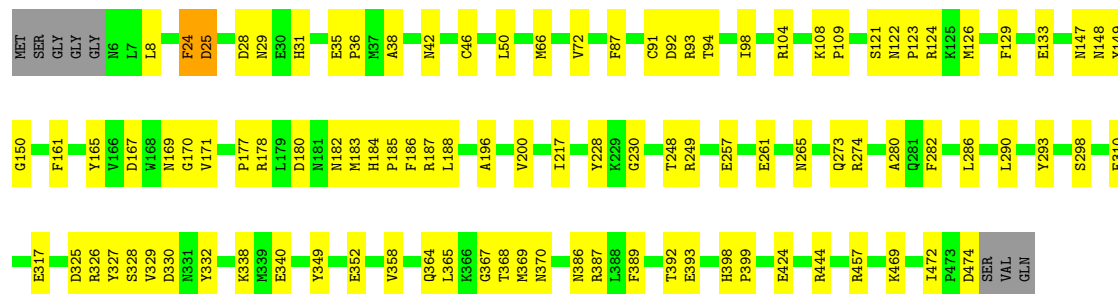 MET SER GLY GLY GLY N6 L7 L8 F24 D25 D28 N29 E30 H31 E35 P36 M37 A38 N42 C46 L50 M66 V72 F87 C91 D92 R93 T94 I98 R104 K108 P109 S121 N122 P123 R124 K125 M126 F129 E133 N147 N148 Y149
G150 F161 Y165 V166 D167 W168 N169 G170 V171 P177 R178 L179 D180 N181 N182 M183 H184 P185 F186 R187 L188 A196 V200 I217 Y228 K229 G230 T248 R249 E257 E261 N265 Q273 R274 A280 Q281 F282 L286 L290 Y293 S298
E317 D325 R326 Y327 S328 V329 D330 N331 Y332 K338 M339 E340 Y349 E352 V358 Q364 L365 K366 G367 T368 M369 N370 N386 R387 L388 F389 T392 E393 H398 P399 E424 R444 R457 K469 I472 P473 D474 SER VAL GLN